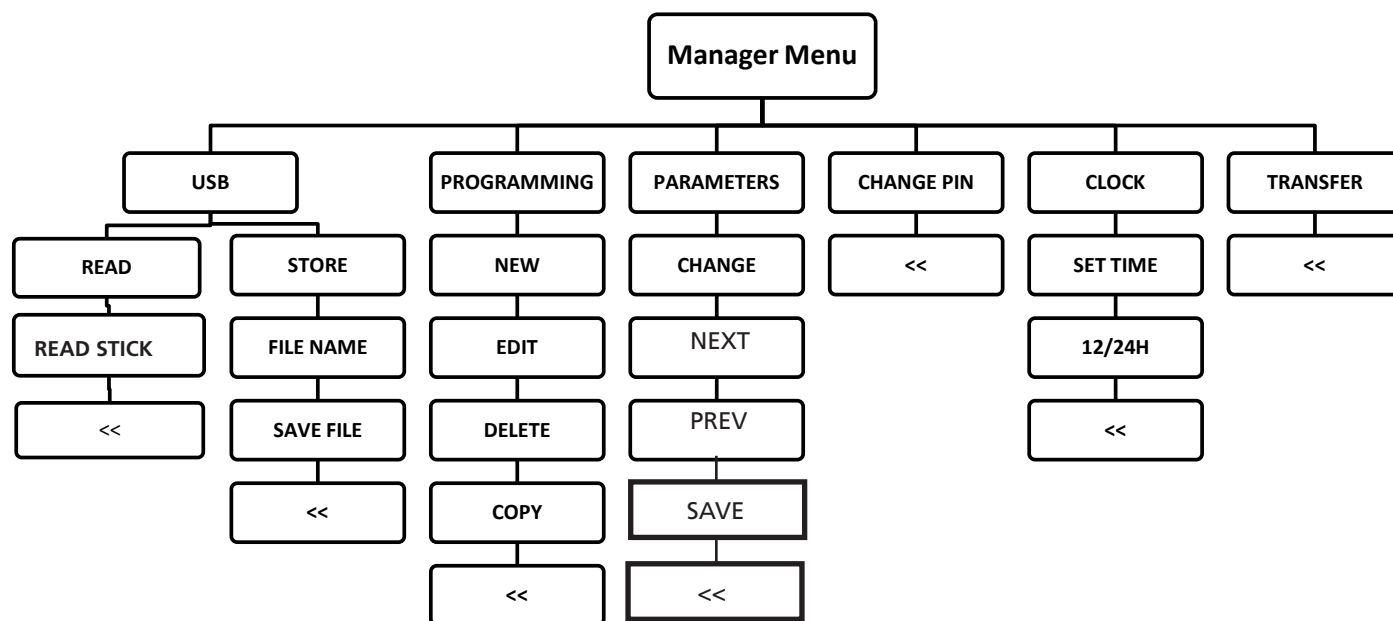 Manager Menu
USB
PROGRAMMING
PARAMETERS
CHANGE PIN
CLOCK
TRANSFER
READ
STORE
NEW
CHANGE
<<
SET TIME
<<
READ STICK
FILE NAME
EDIT
NEXT
12/24H
<<
SAVE FILE
DELETE
PREV
<<
<<
COPY
SAVE
<<
<<